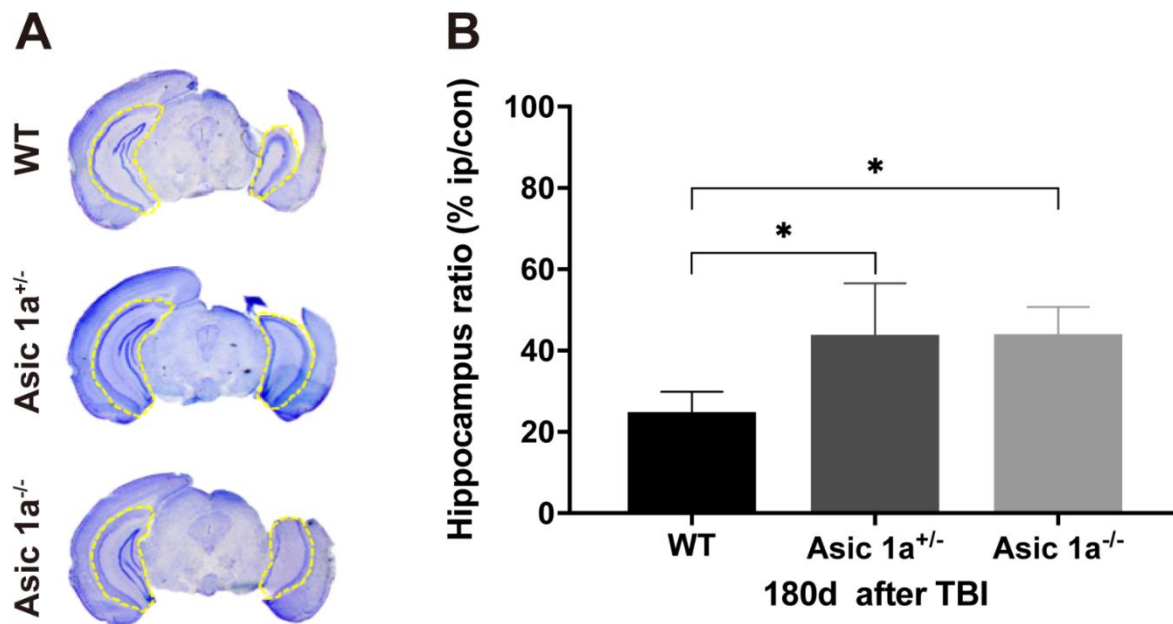 A
WT
Asic 1a+/-
Asic 1a-/-
B
Hippocampus ratio (% ip/con)
100
80
60
40
20
0
*
*
WT
Asic 1a+/-
Asic 1a-/-
180d after TBI